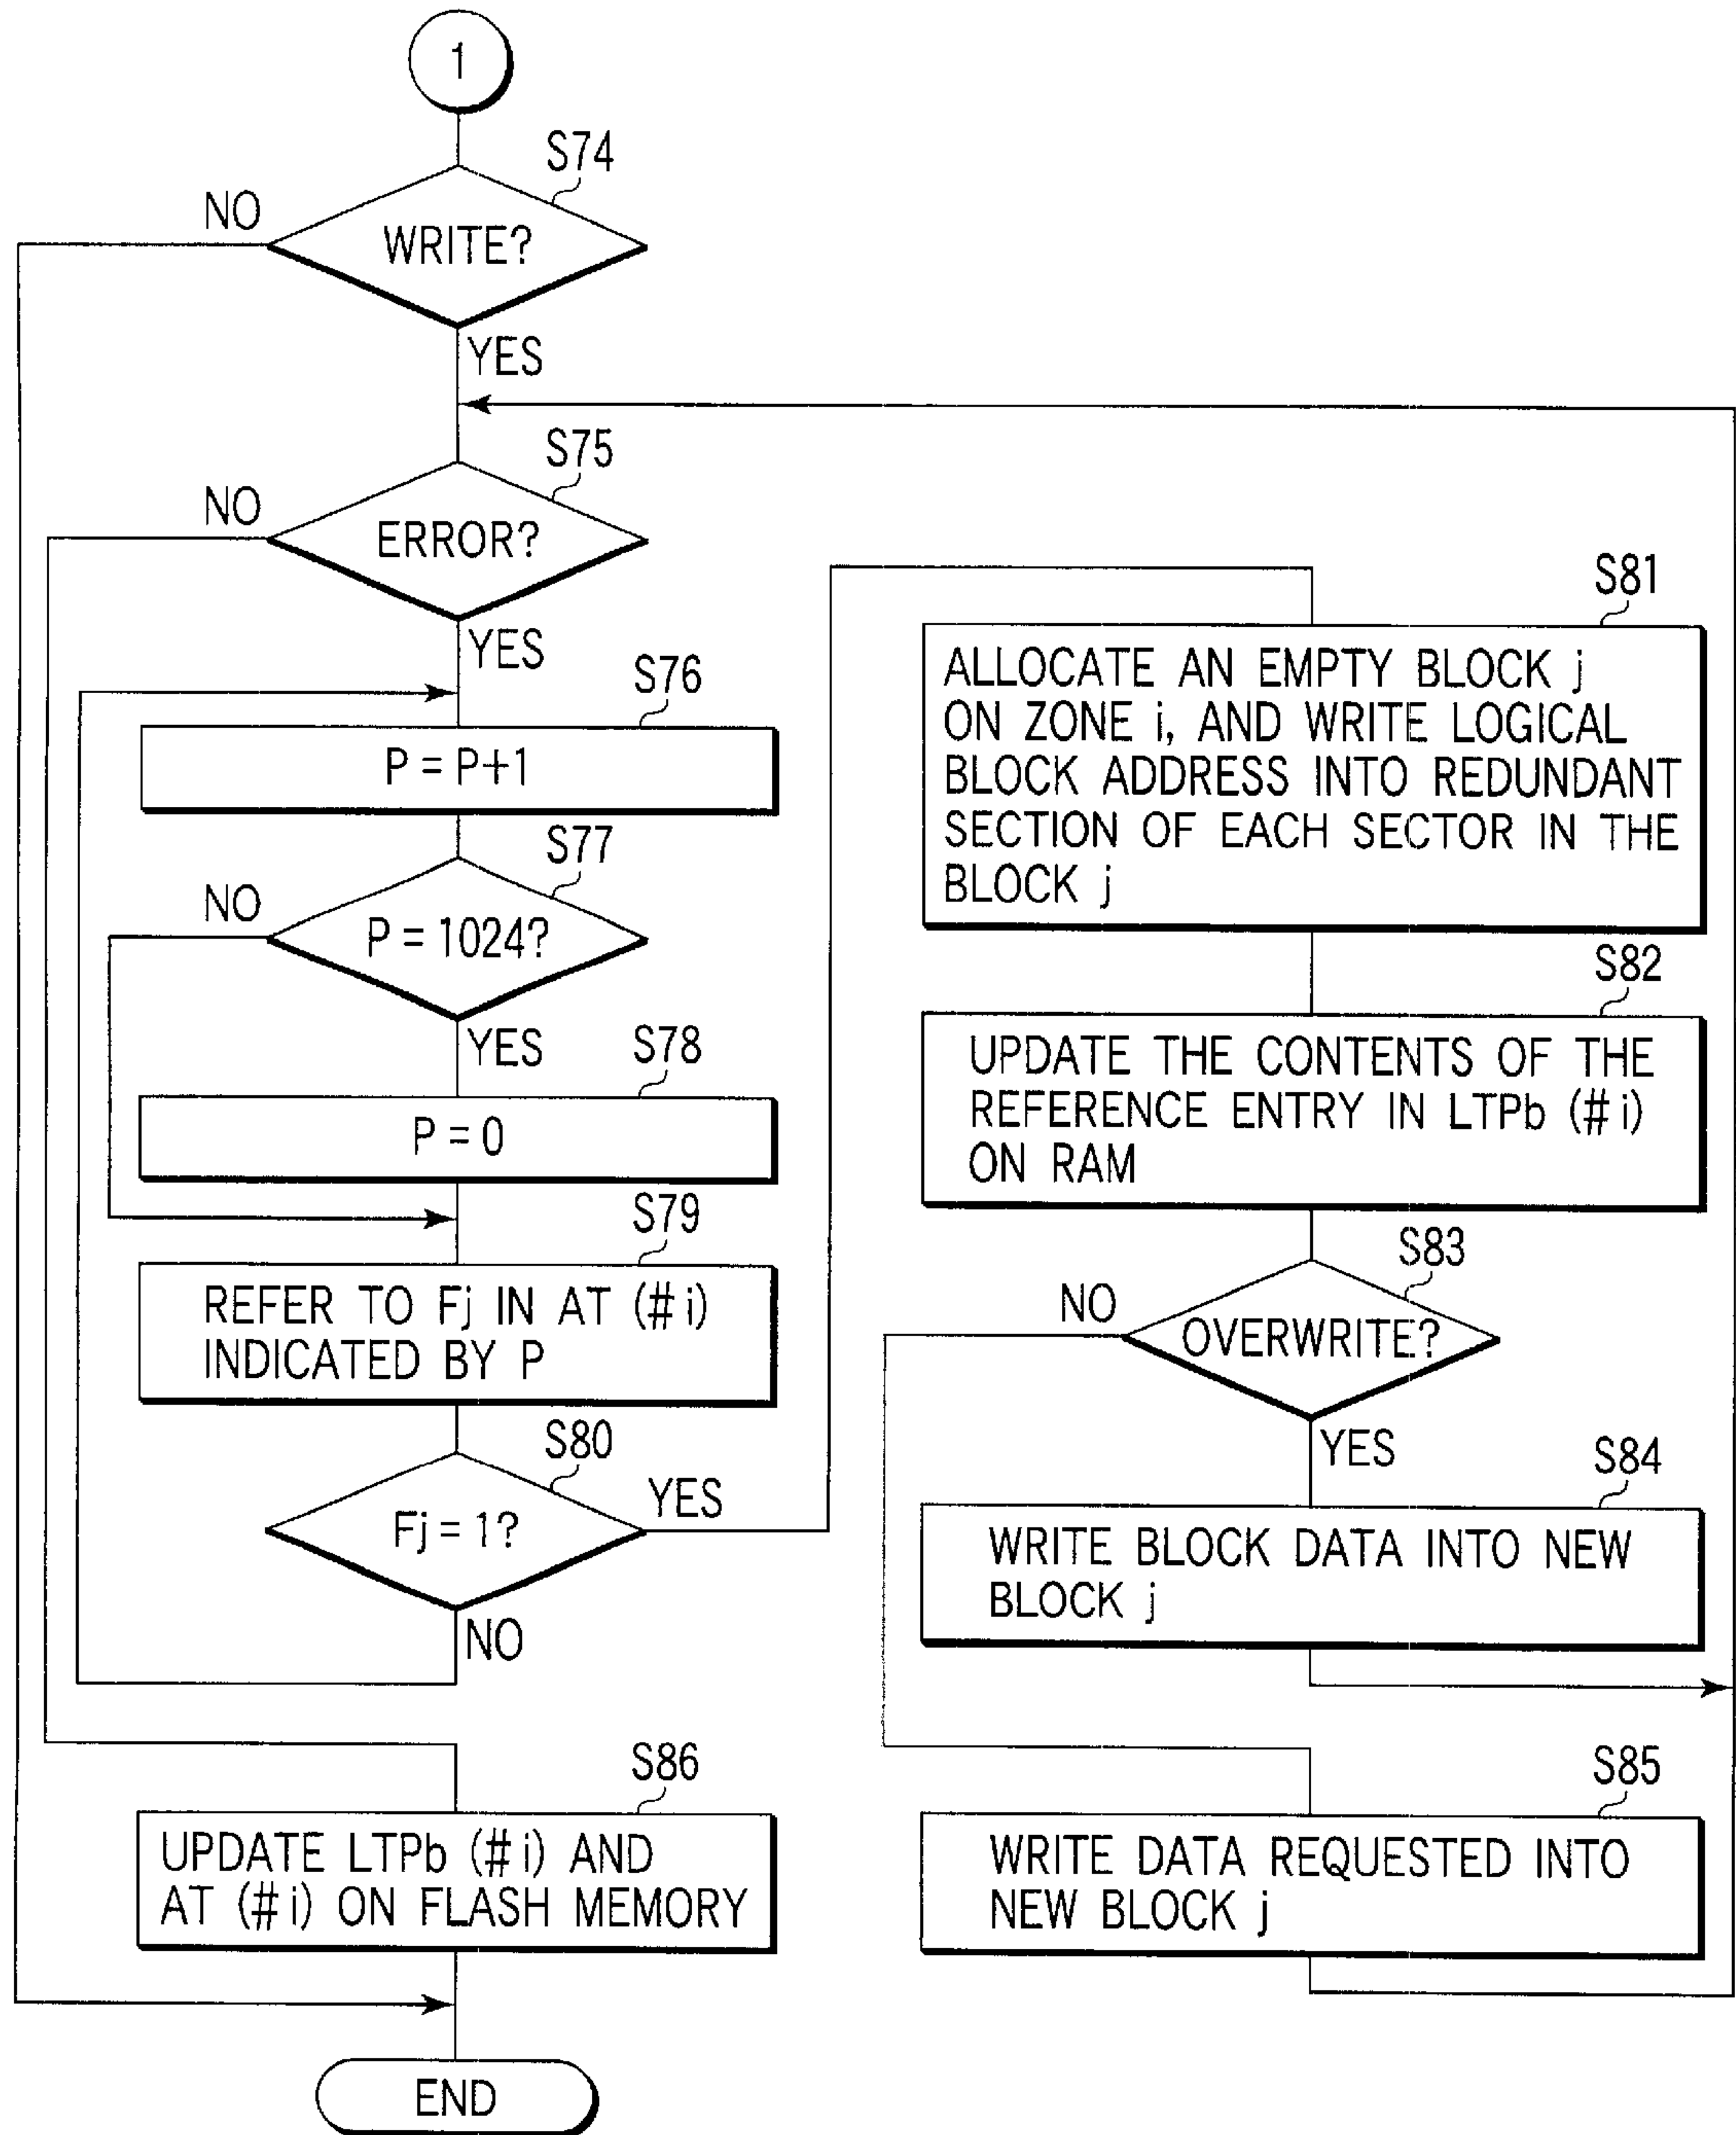 1
S74
NO
WRITE?
YES
S75
NO
ERROR?
YES
S76
P = P+1
S77
NO
P = 1024?
YES
S78
P = 0
S79
REFER TO Fj IN AT (# i)
INDICATED BY P
S80
YES
Fj = 1?
NO
S81
ALLOCATE AN EMPTY BLOCK j
ON ZONE i, AND WRITE LOGICAL
BLOCK ADDRESS INTO REDUNDANT
SECTION OF EACH SECTOR IN THE
BLOCK j
S82
UPDATE THE CONTENTS OF THE
REFERENCE ENTRY IN LTPb (# i)
ON RAM
S83
NO
OVERWRITE?
YES
S84
WRITE BLOCK DATA INTO NEW
BLOCK j
S85
WRITE DATA REQUESTED INTO
NEW BLOCK j
S86
UPDATE LTPb (# i) AND
AT (# i) ON FLASH MEMORY
END